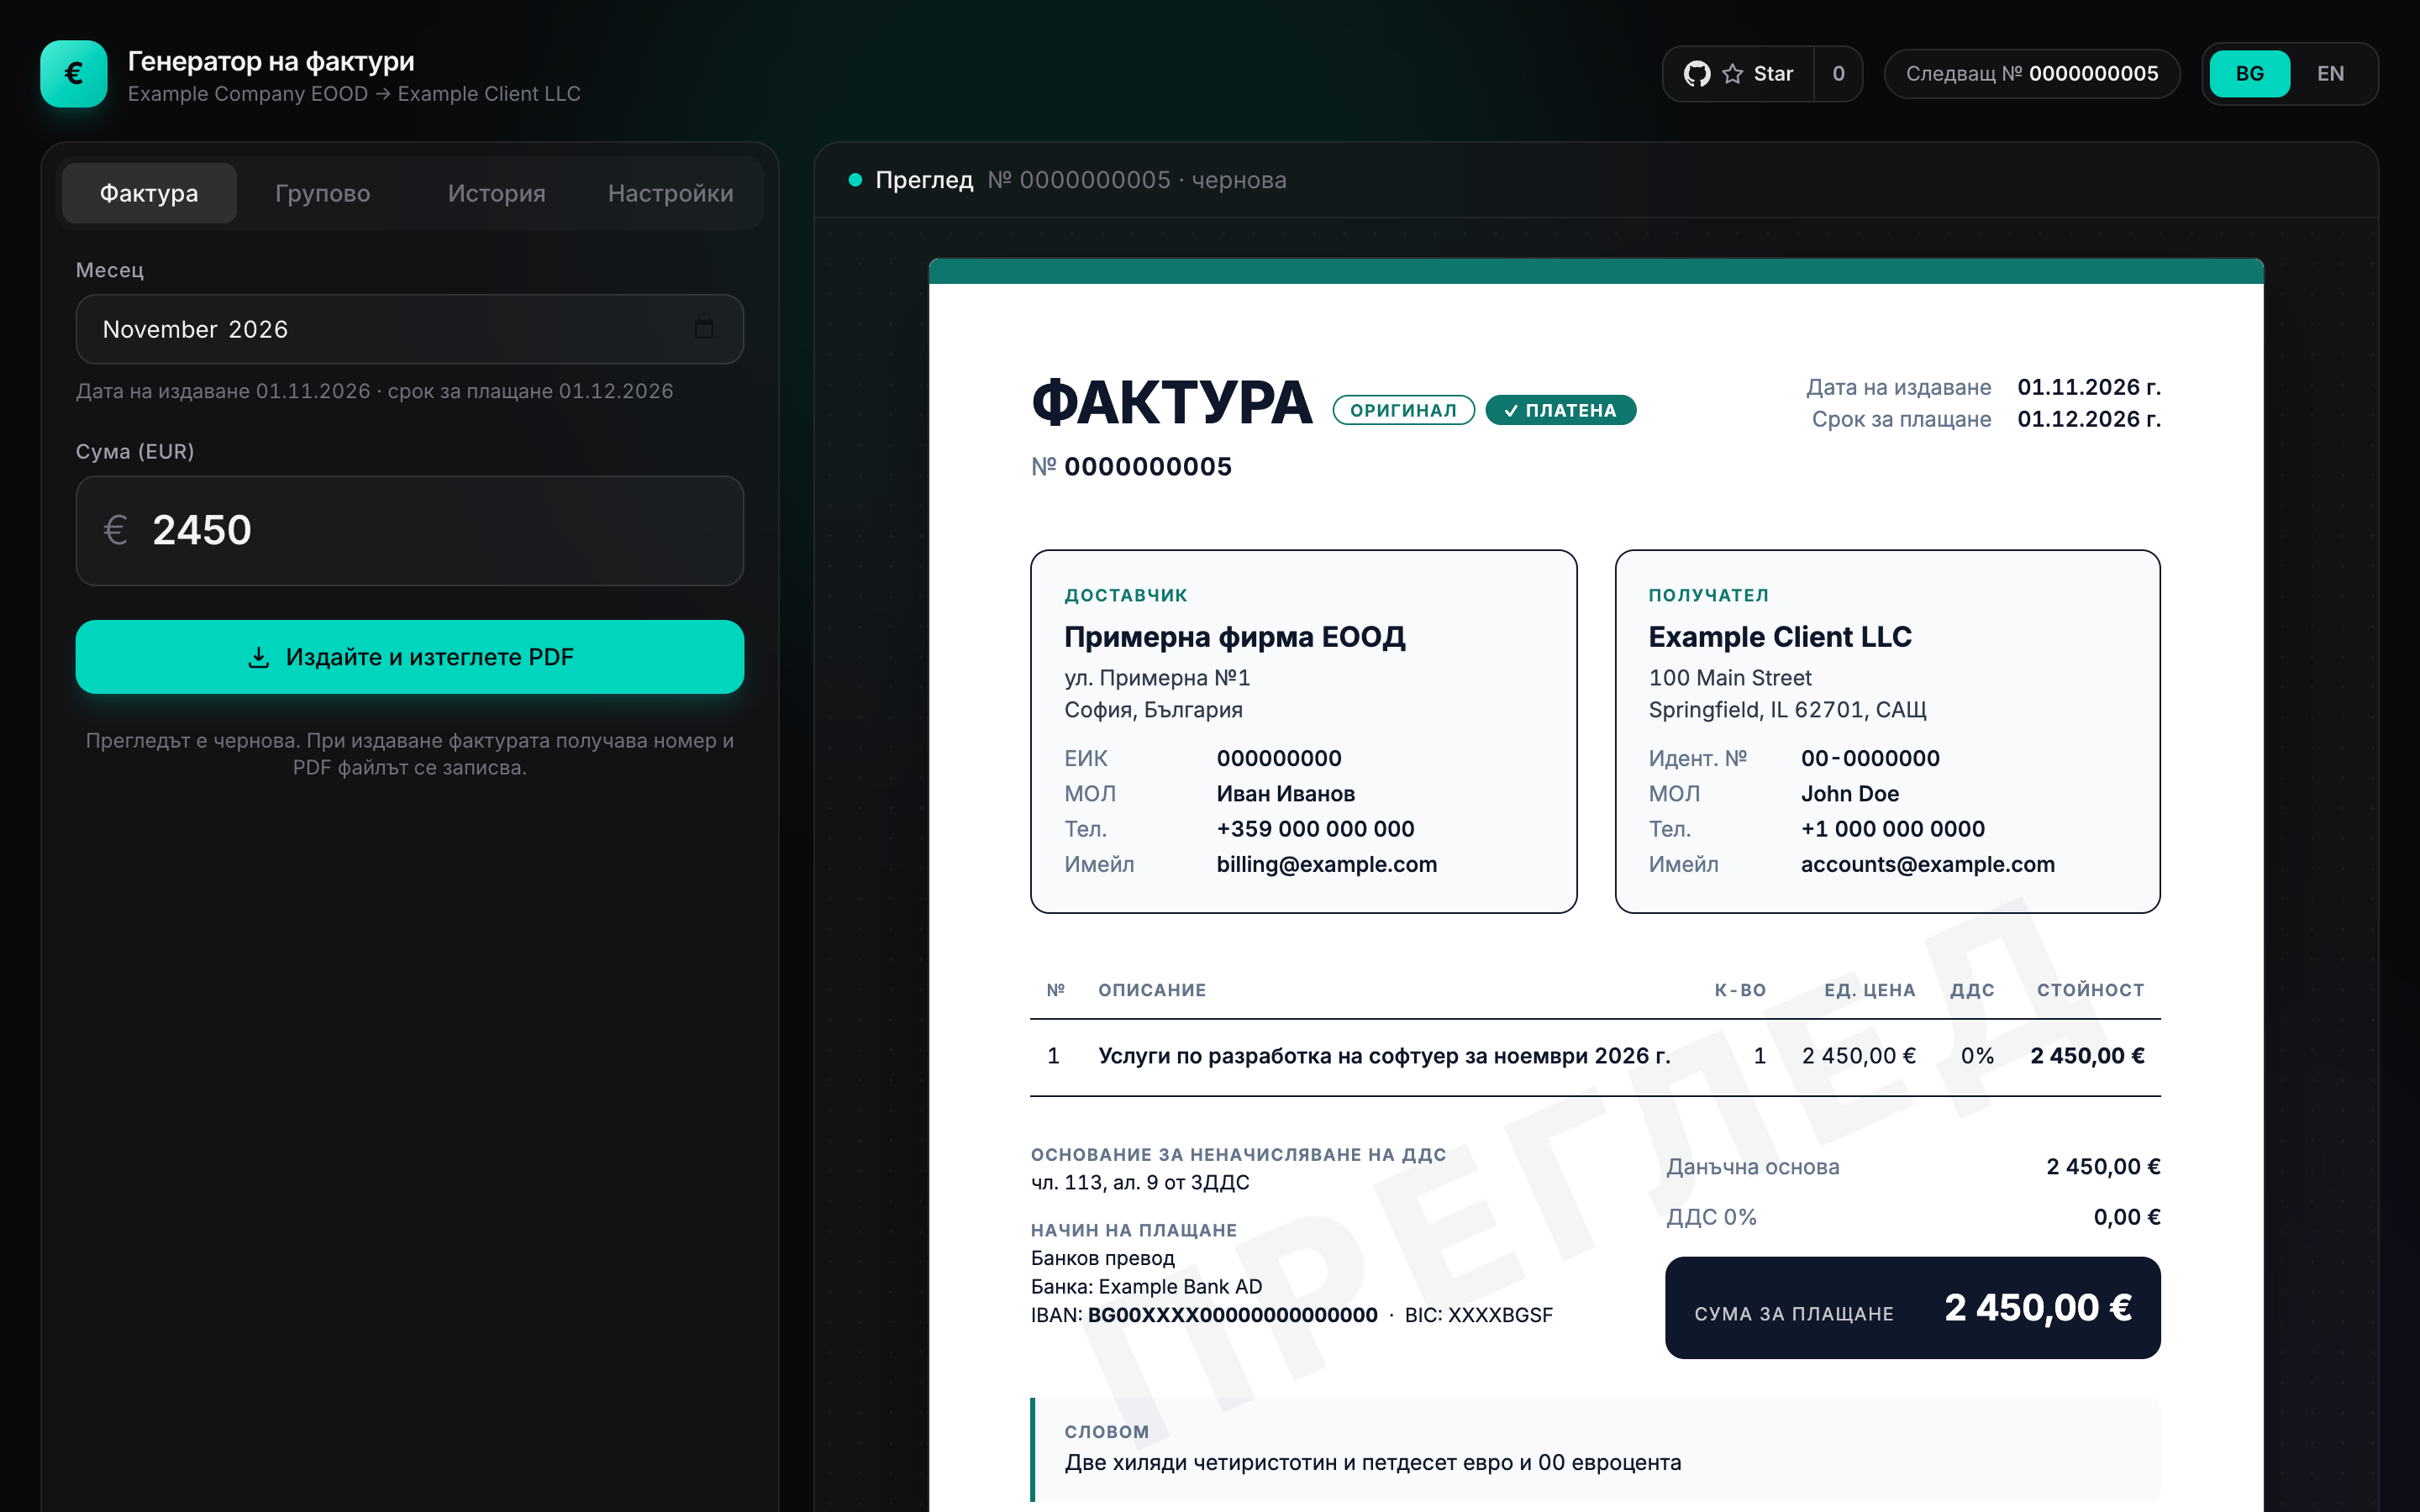 €
Генератор на фактури
Example Company EOOD → Example Client LLC
Star
0
Следващ № 0000000005
BG
EN
Фактура
Групово
История
Настройки
Месец
November 2026
Дата на издаване 01.11.2026 · срок за плащане 01.12.2026
Сума (EUR)
€ 2450
Издайте и изтеглете PDF
Прегледът е чернова. При издаване фактурата получава номер и
PDF файлът се записва.
Преглед № 0000000005 · чернова
ФАКТУРА
ОРИГИНАЛ
✓ ПЛАТЕНА
№ 0000000005
Дата на издаване 01.11.2026 г.
Срок за плащане 01.12.2026 г.
ДОСТАВЧИК
Примерна фирма ЕООД
ул. Примерна №1
София, България
ЕИК 000000000
МОЛ Иван Иванов
Тел. +359 000 000 000
Имейл billing@example.com
ПОЛУЧАТЕЛ
Example Client LLC
100 Main Street
Springfield, IL 62701, САЩ
Идент. № 00-0000000
МОЛ John Doe
Тел. +1 000 000 0000
Имейл accounts@example.com
№ ОПИСАНИЕ К-ВО ЕД. ЦЕНА ДДС СТОЙНОСТ
1 Услуги по разработка на софтуер за ноември 2026 г. 1 2 450,00 € 0% 2 450,00 €
ОСНОВАНИЕ ЗА НЕНАЧИСЛЯВАНЕ НА ДДС
чл. 113, ал. 9 от ЗДДС
НАЧИН НА ПЛАЩАНЕ
Банков превод
Банка: Example Bank AD
IBAN: BG00XXXX00000000000000 · BIC: XXXXBGSF
Данъчна основа 2 450,00 €
ДДС 0% 0,00 €
СУМА ЗА ПЛАЩАНЕ 2 450,00 €
СЛОВОМ
Две хиляди четиристотин и петдесет евро и 00 евроцента
ПРЕГЛЕД